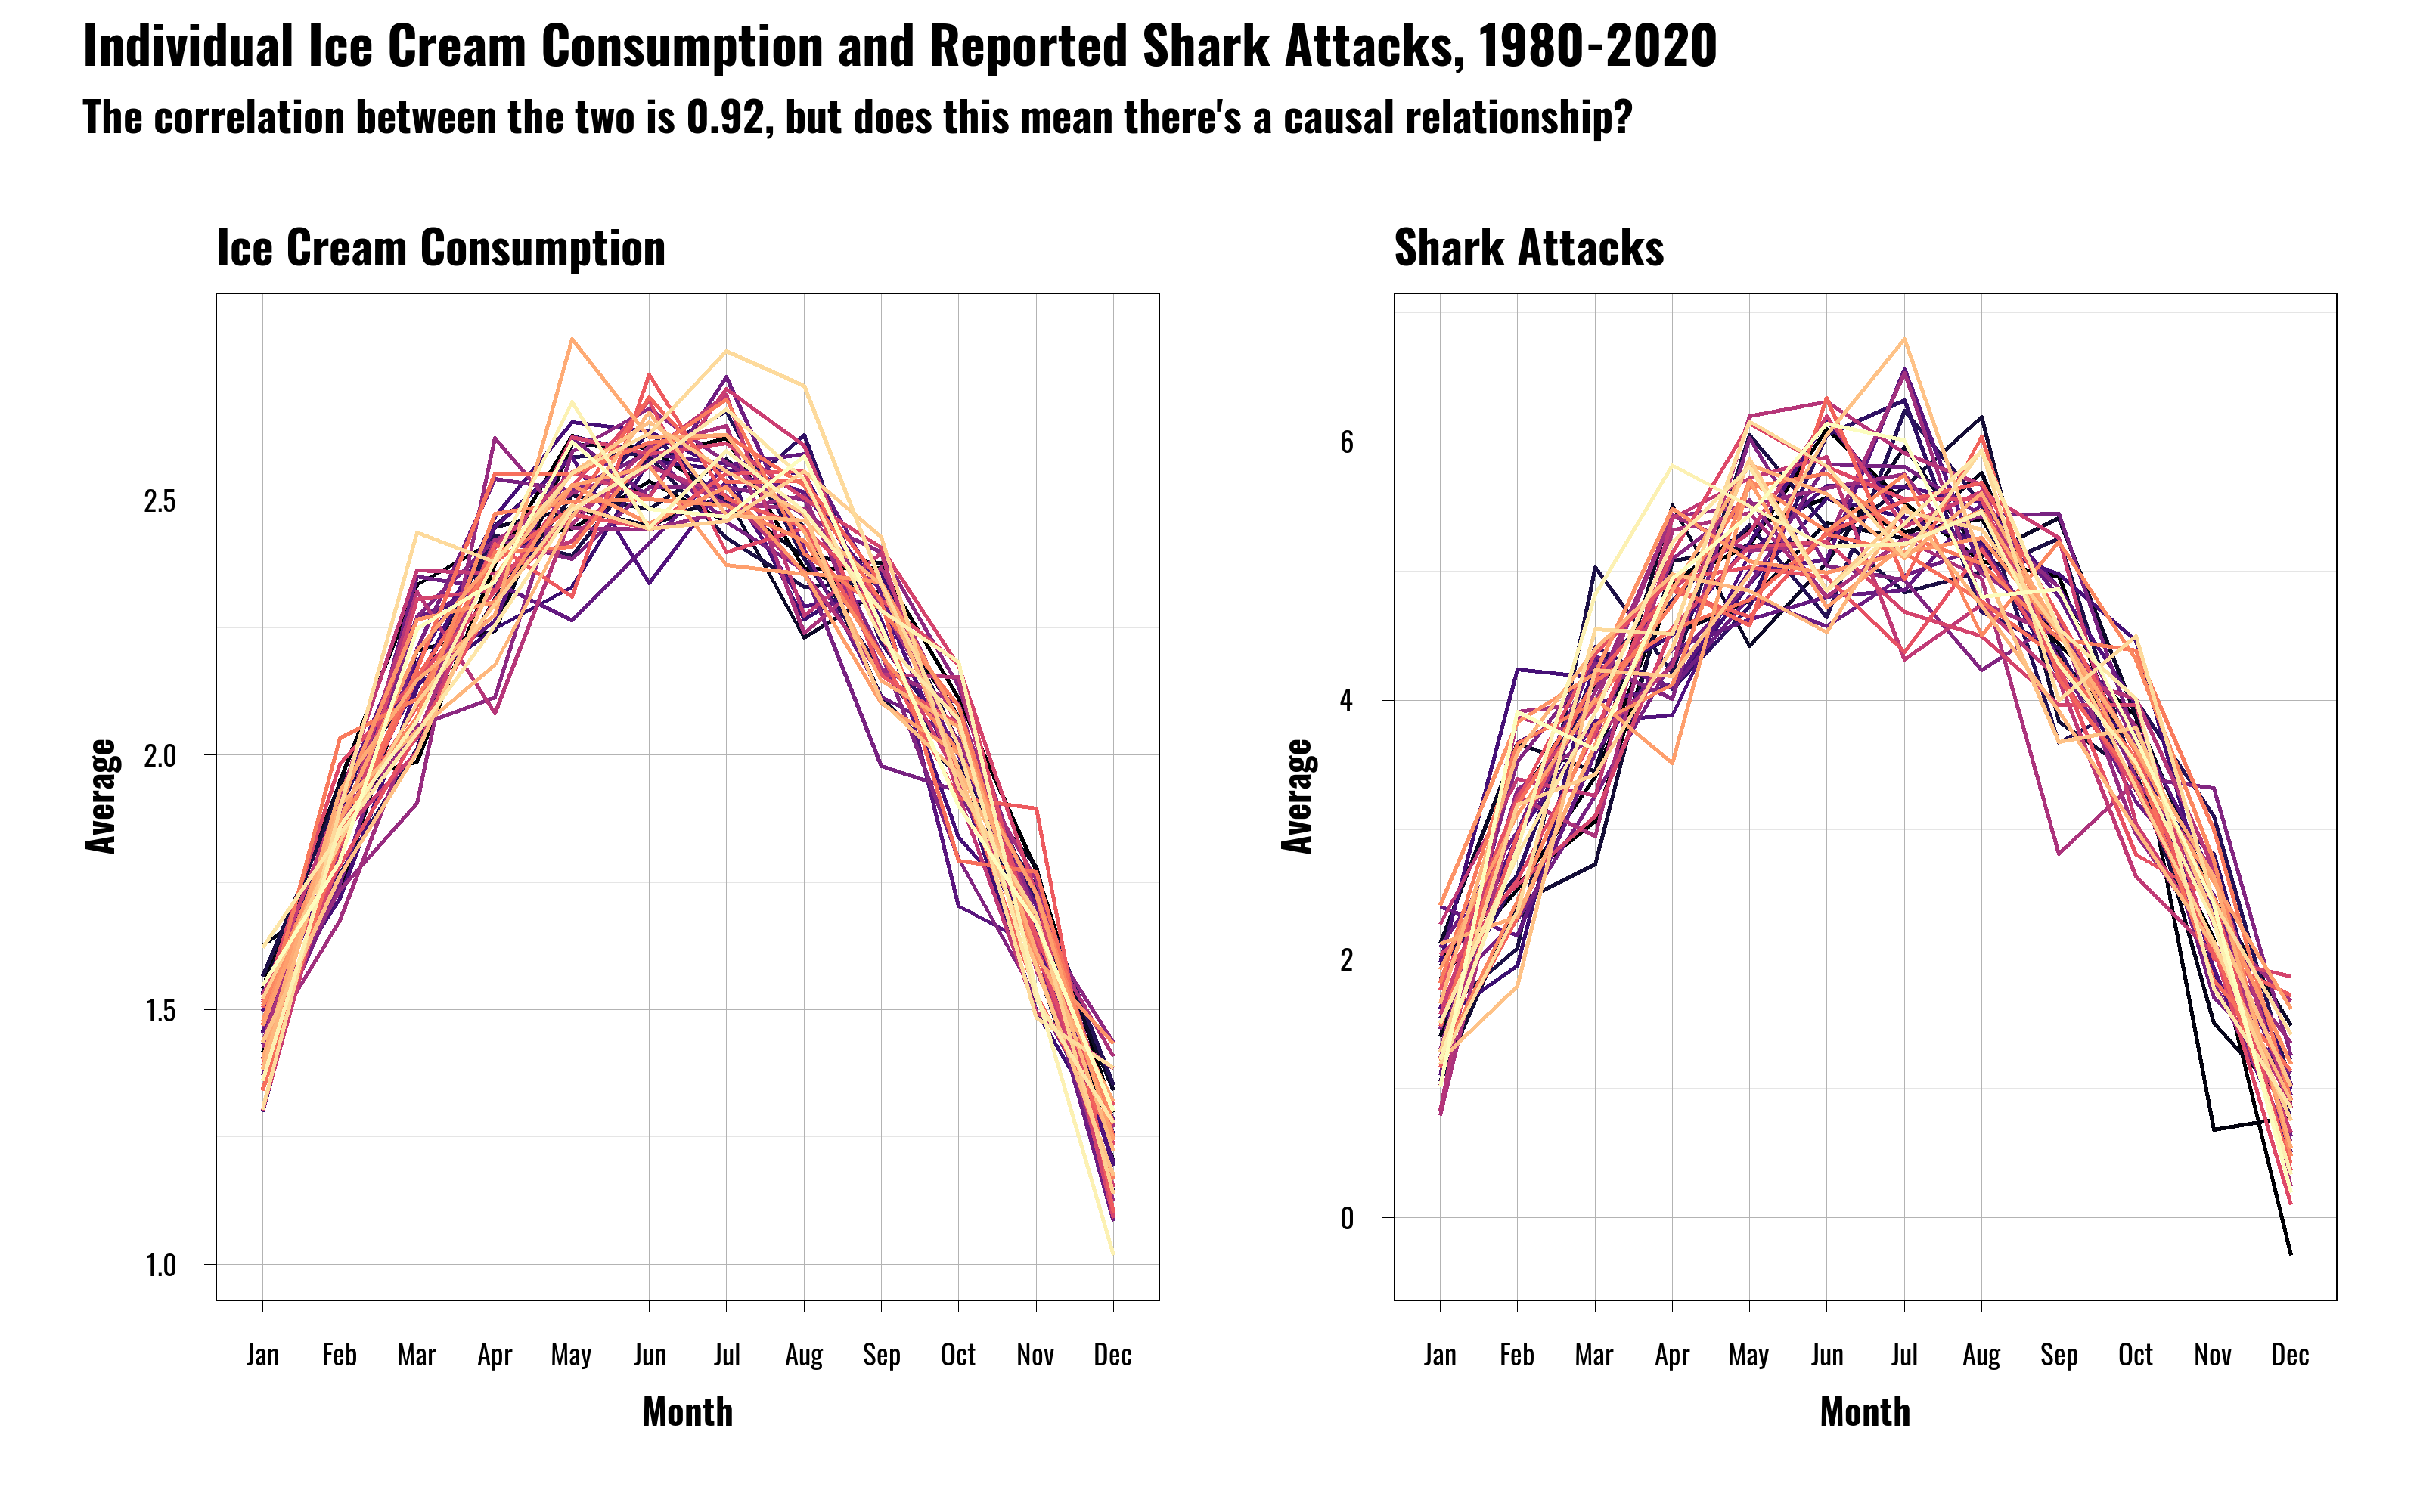 Individual Ice Cream Consumption and Reported Shark Attacks, 1980-2020
The correlation between the two is 0.92, but does this mean there's a causal relationship?
Ice Cream Consumption
Average
2.5
2.0
1.5
1.0
Jan Feb Mar Apr May Jun Jul Aug Sep Oct Nov Dec
Month
Shark Attacks
Average
6
4
2
0
Jan Feb Mar Apr May Jun Jul Aug Sep Oct Nov Dec
Month